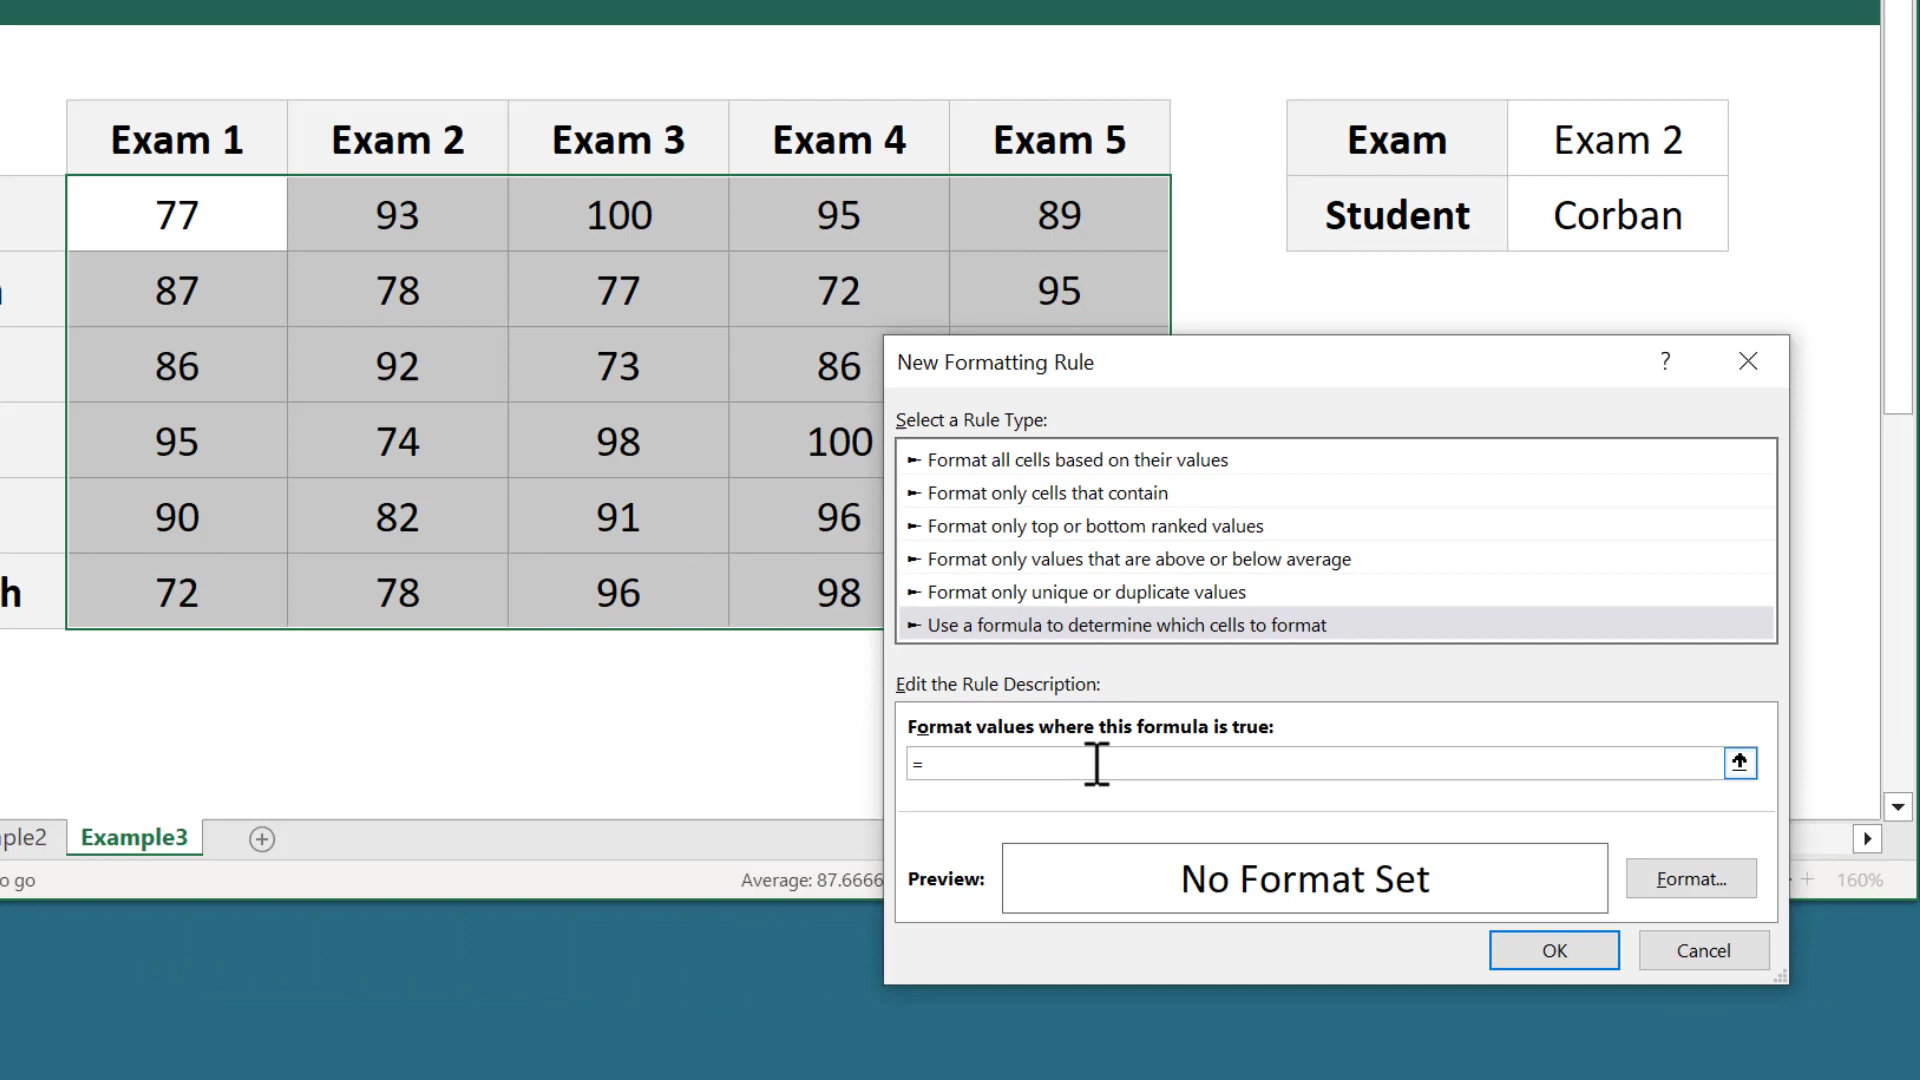 Exam 1 Exam 2 Exam 3 Exam 4 Exam 5
77 93 100 95 89
87 78 77 72 95
86 92 73 86
95 74 98 100
90 82 91 96
h 72 78 96 98
Exam Exam 2
Student Corban
New Formatting Rule ?
Select a Rule Type:
► Format all cells based on their values
► Format only cells that contain
► Format only top or bottom ranked values
► Format only values that are above or below average
► Format only unique or duplicate values
► Use a formula to determine which cells to format
Edit the Rule Description:
Format values where this formula is true:
=
Preview: No Format Set Format...
OK Cancel
ple2 Example3
o go Average: 87.6666 + 160%